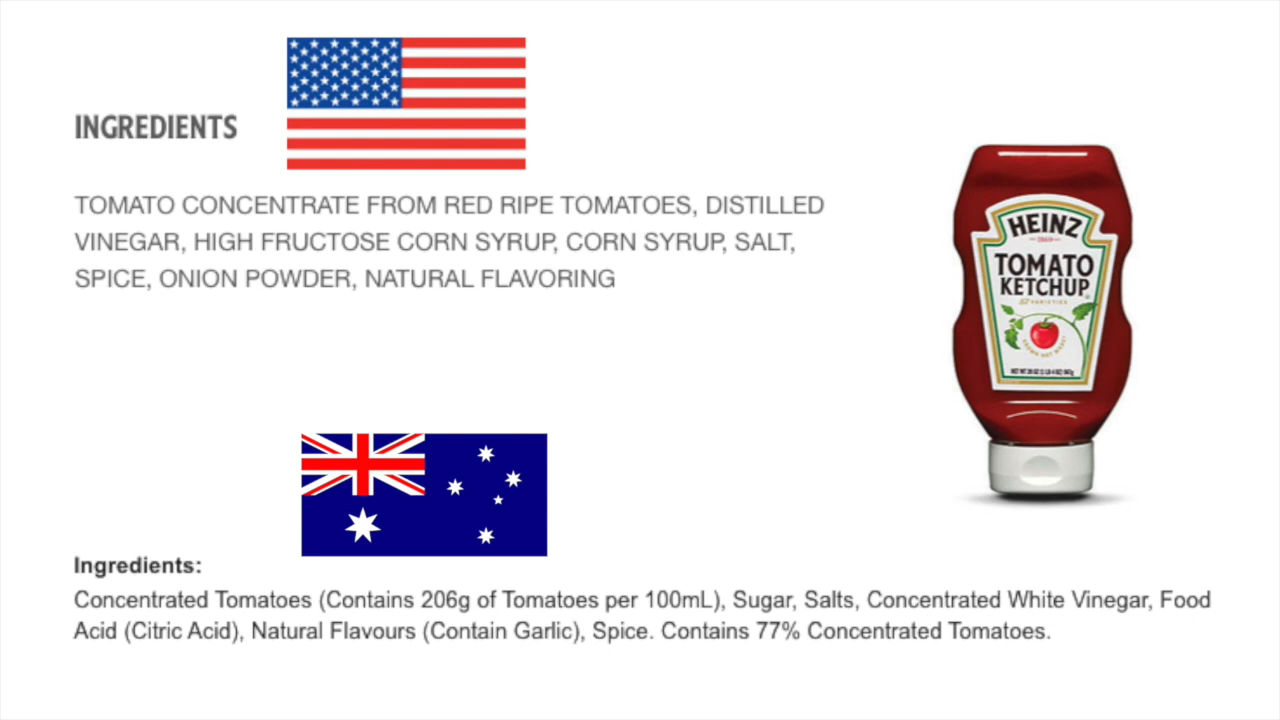 INGREDIENTS
TOMATO CONCENTRATE FROM RED RIPE TOMATOES, DISTILLED
VINEGAR, HIGH FRUCTOSE CORN SYRUP, CORN SYRUP, SALT,
SPICE, ONION POWDER, NATURAL FLAVORING
HEINZ
TOMATO
KETCHUP
57 VARIETIES
Ingredients:
Concentrated Tomatoes (Contains 206g of Tomatoes per 100mL), Sugar, Salts, Concentrated White Vinegar, Food
Acid (Citric Acid), Natural Flavours (Contain Garlic), Spice. Contains 77% Concentrated Tomatoes.